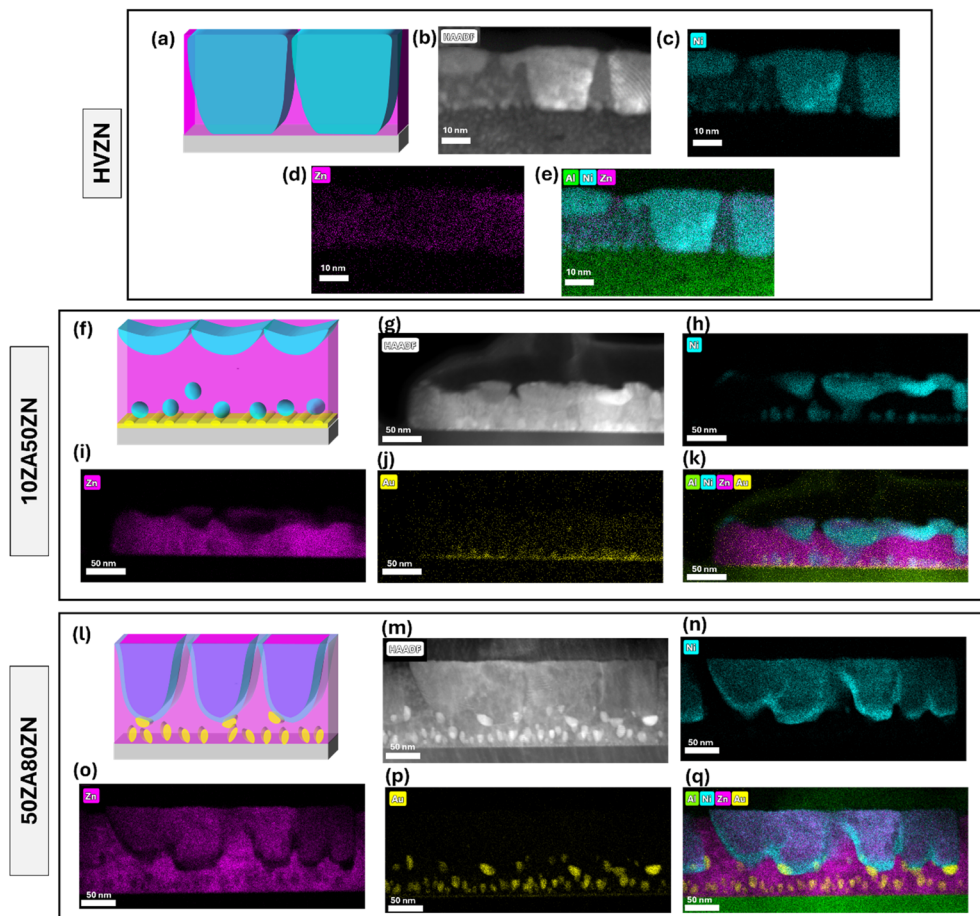 HVZN
(a)
(b)
HAADF
10 nm
(c)
Ni
10 nm
(d)
Zn
10 nm
(e)
Al Ni Zn
10 nm
10ZA50ZN
(f)
(g)
HAADF
50 nm
(h)
Ni
50 nm
(i)
Zn
50 nm
(j)
Au
50 nm
(k)
Al Ni Zn Au
50 nm
50ZA80ZN
(l)
(m)
HAADF
50 nm
(n)
Ni
50 nm
(o)
Zn
50 nm
(p)
Au
50 nm
(q)
Al Ni Zn Au
50 nm